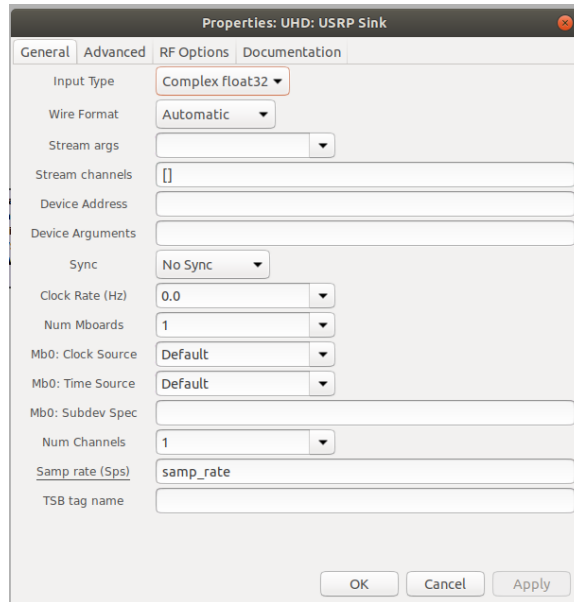 Properties: UHD: USRP Sink
General Advanced RF Options Documentation
Input Type Complex float32
Wire Format Automatic
Stream args
Stream channels []
Device Address
Device Arguments
Sync No Sync
Clock Rate (Hz) 0.0
Num Mboards 1
Mb0: Clock Source Default
Mb0: Time Source Default
Mb0: Subdev Spec
Num Channels 1
Samp rate (Sps) samp_rate
TSB tag name
OK Cancel Apply